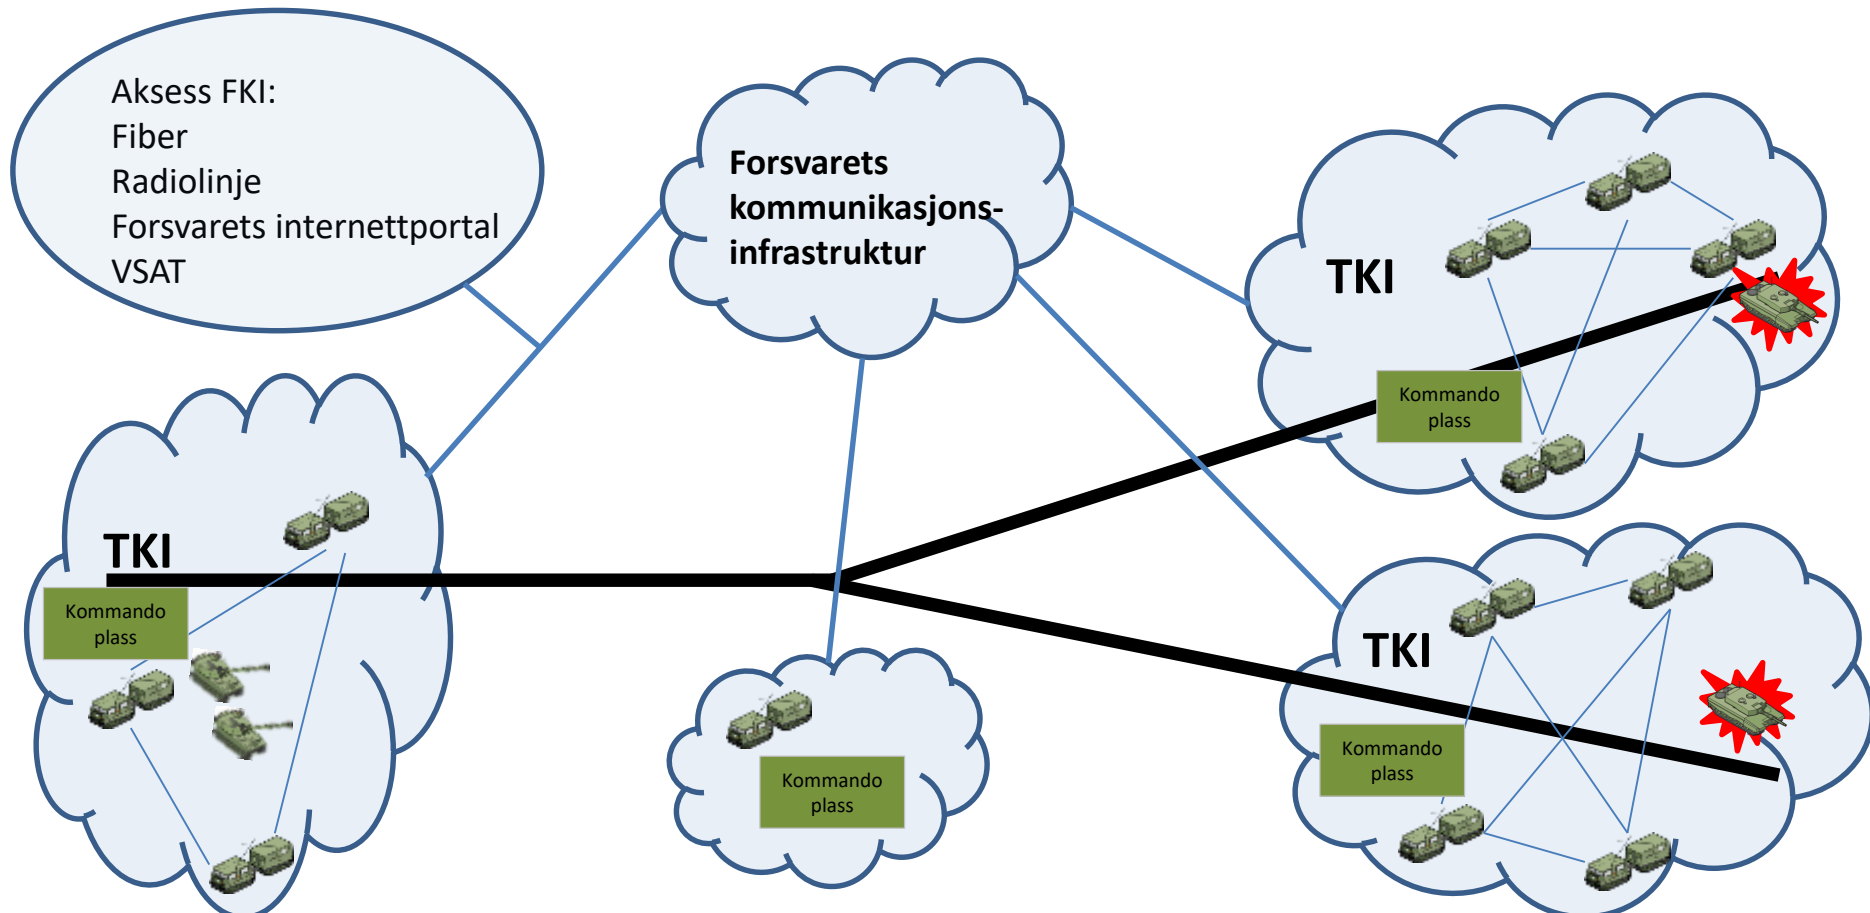 Aksess FKI:
Fiber
Radiolinje
Forsvarets internettportal
VSAT
Forsvarets
kommunikasjons-
infrastruktur
TKI
Kommando
plass
TKI
Kommando
plass
Kommando
plass
TKI
Kommando
plass